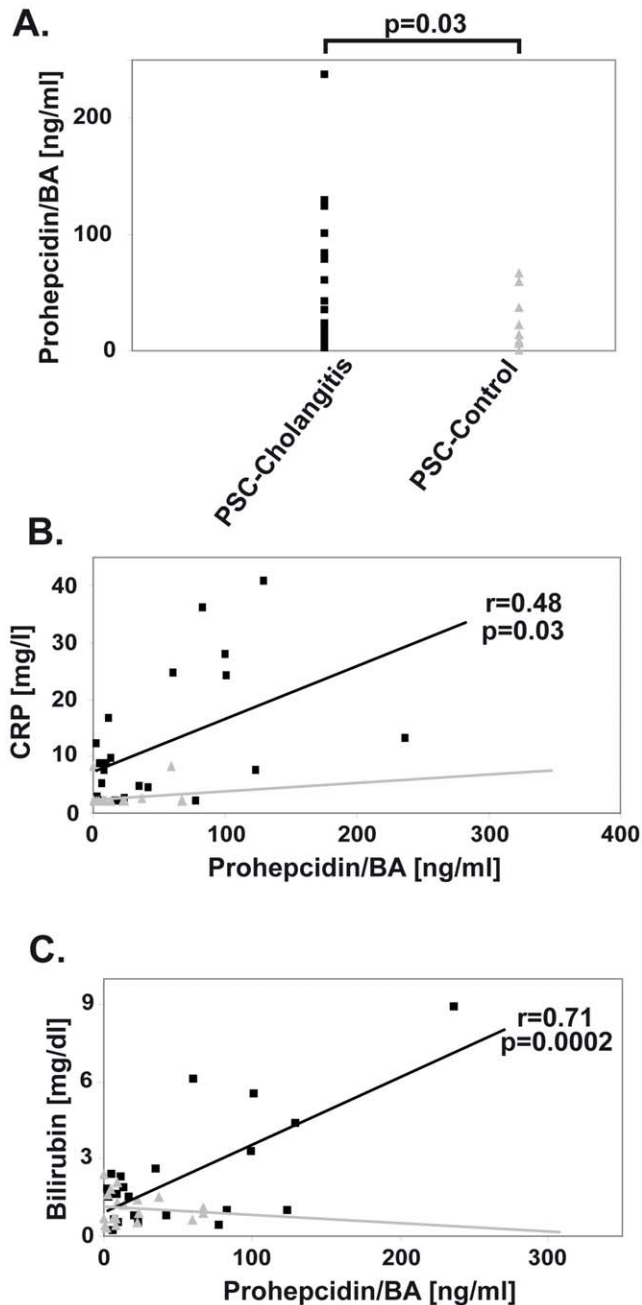 A.
p=0.03
Prohepcidin/BA [ng/ml]
200
100
0
PSC-Cholangitis
PSC-Control
B.
CRP [mg/l]
40
30
20
10
0
r=0.48
p=0.03
0 100 200 300 400
Prohepcidin/BA [ng/ml]
C.
Bilirubin [mg/dl]
9
6
3
0
r=0.71
p=0.0002
0 100 200 300
Prohepcidin/BA [ng/ml]